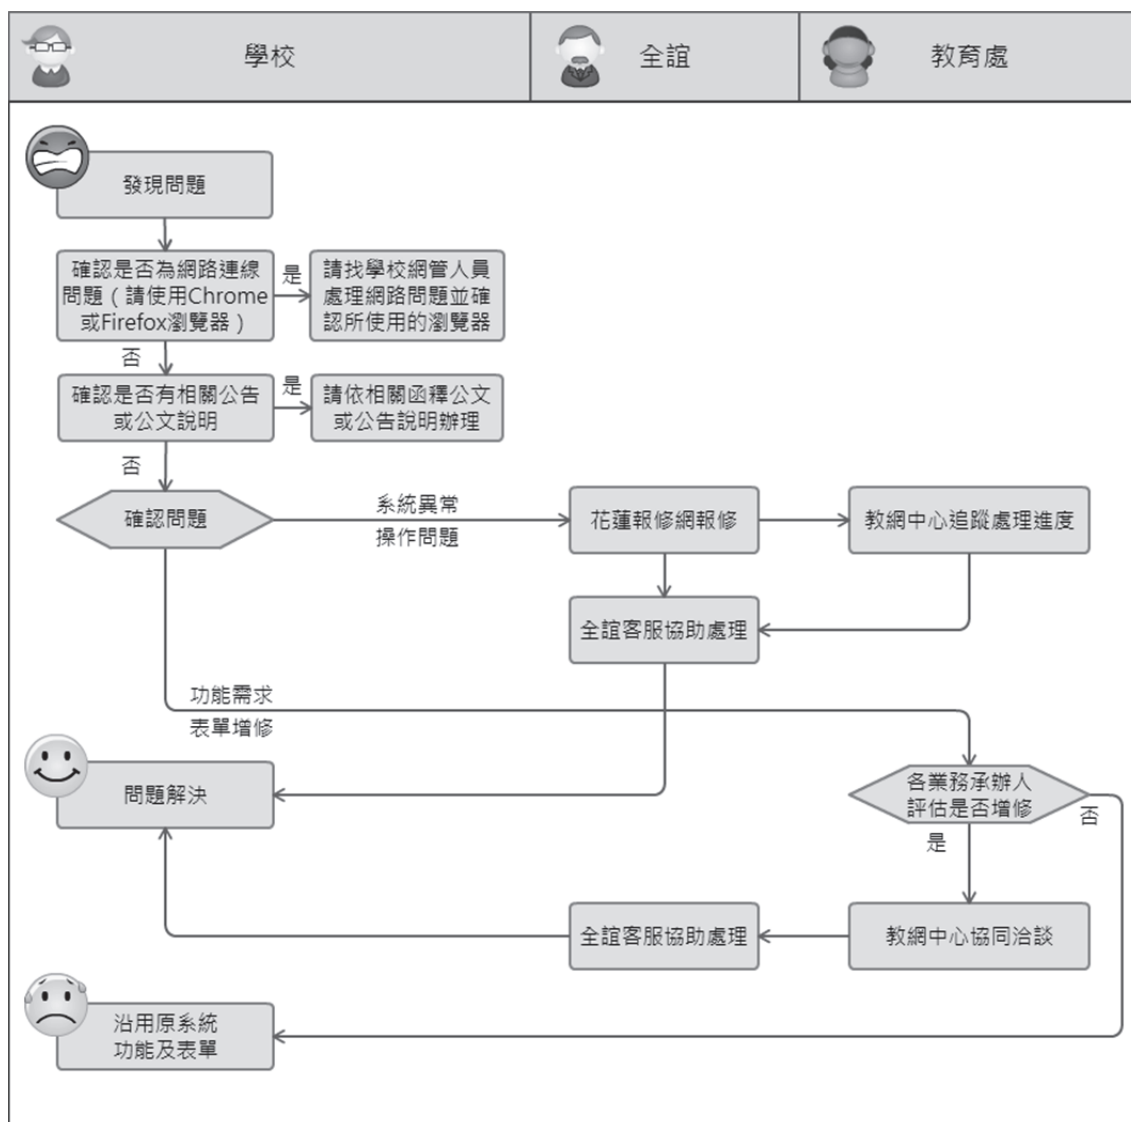 學校
全誼
教育處
發現問題
確認是否為網路連線
問題（請使用Chrome
或Firefox瀏覽器）
是
請找學校網管人員
處理網路問題並確
認所使用的瀏覽器
否
確認是否有相關公告
或公文說明
是
請依相關函釋公文
或公告說明辦理
否
確認問題
系統異常
操作問題
花蓮報修網報修
教網中心追蹤處理進度
全誼客服協助處理
功能需求
表單增修
問題解決
各業務承辦人
評估是否增修
否
是
全誼客服協助處理
教網中心協同洽談
沿用原系統
功能及表單